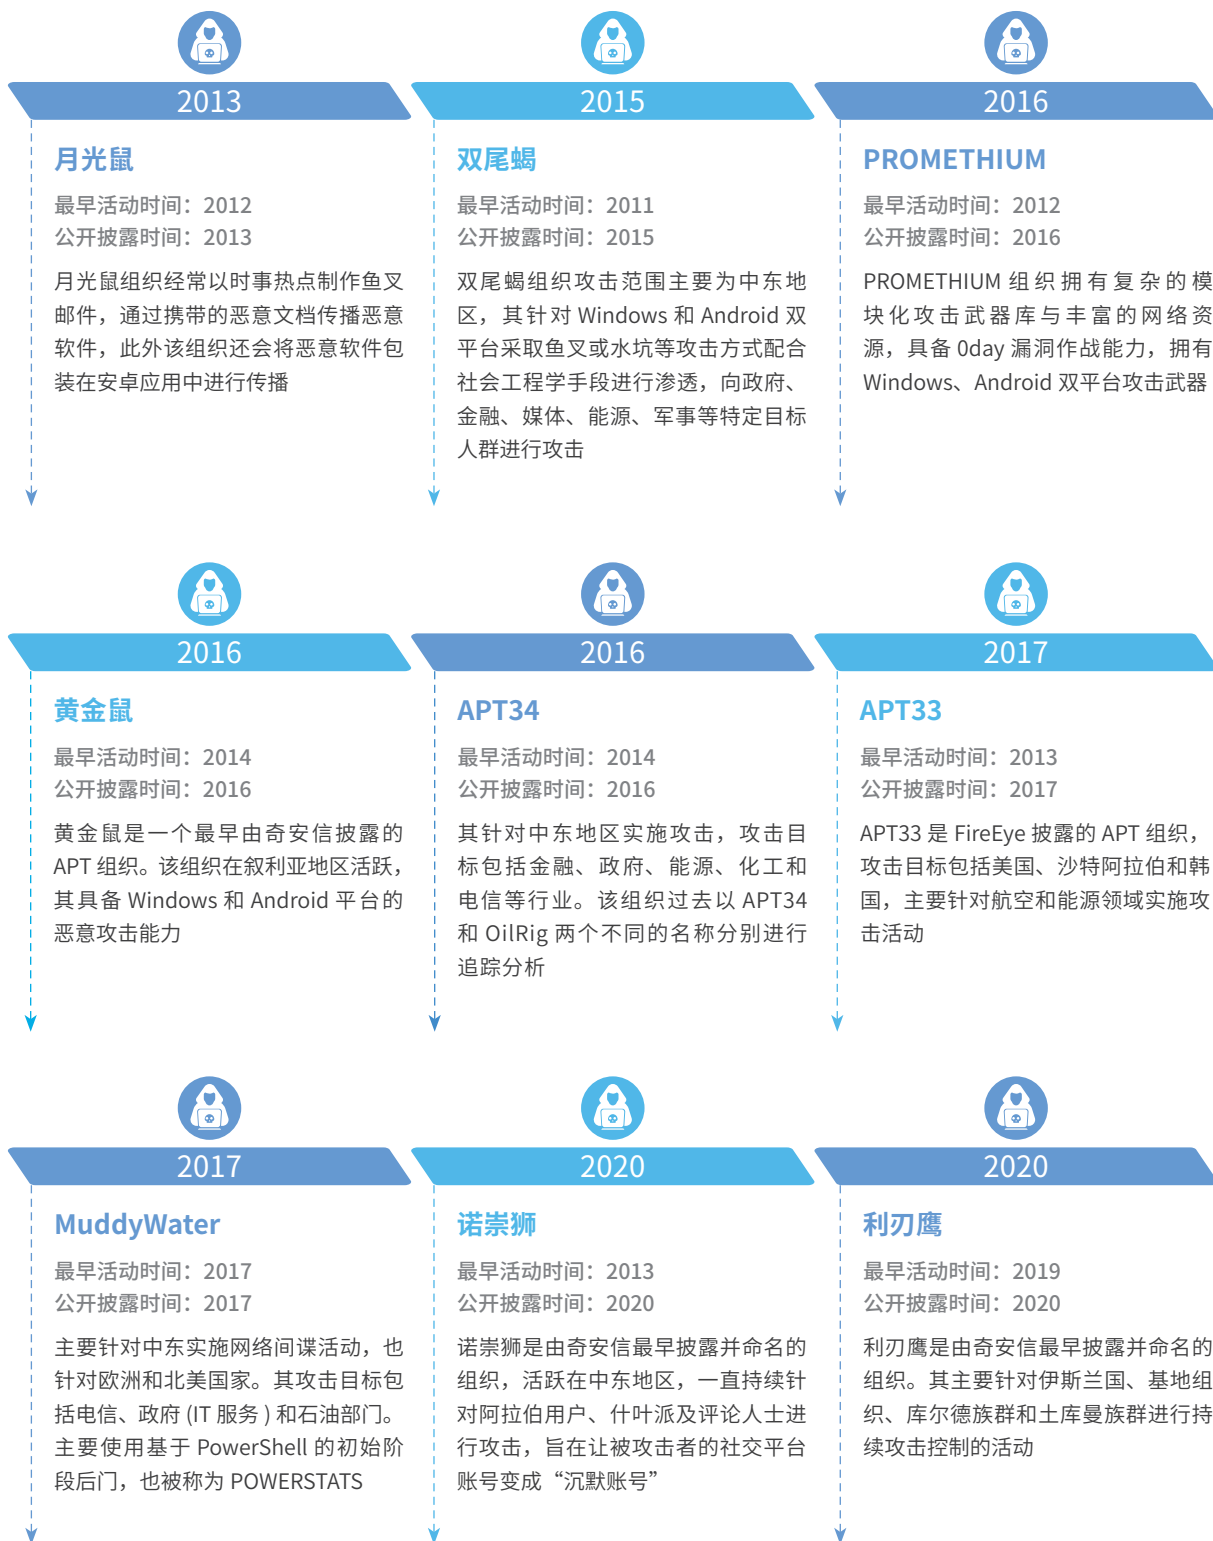 2013
月光鼠
最早活动时间：2012
公开披露时间：2013
月光鼠组织经常以时事热点制作鱼叉
邮件，通过携带的恶意文档传播恶意
软件，此外该组织还会将恶意软件包
装在安卓应用中进行传播
2015
双尾蝎
最早活动时间：2011
公开披露时间：2015
双尾蝎组织攻击范围主要为中东地
区，其针对 Windows 和 Android 双
平台采取鱼叉或水坑等攻击方式配合
社会工程学手段进行渗透，向政府、
金融、媒体、能源、军事等特定目标
人群进行攻击
2016
PROMETHIUM
最早活动时间：2012
公开披露时间：2016
PROMETHIUM 组织拥有复杂的模
块化攻击武器库与丰富的网络资
源，具备 0day 漏洞作战能力，拥有
Windows、Android 双平台攻击武器
2016
黄金鼠
最早活动时间：2014
公开披露时间：2016
黄金鼠是一个最早由奇安信披露的
APT 组织。该组织在叙利亚地区活跃，
其具备 Windows 和 Android 平台的
恶意攻击能力
2016
APT34
最早活动时间：2014
公开披露时间：2016
其针对中东地区实施攻击，攻击目
标包括金融、政府、能源、化工和
电信等行业。该组织过去以 APT34
和 OilRig 两个不同的名称分别进行
追踪分析
2017
APT33
最早活动时间：2013
公开披露时间：2017
APT33 是 FireEye 披露的 APT 组织，
攻击目标包括美国、沙特阿拉伯和韩
国，主要针对航空和能源领域实施攻
击活动
2017
MuddyWater
最早活动时间：2017
公开披露时间：2017
主要针对中东实施网络间谍活动，也
针对欧洲和北美国家。其攻击目标包
括电信、政府 (IT 服务 ) 和石油部门。
主要使用基于 PowerShell 的初始阶
段后门，也被称为 POWERSTATS
2020
诺崇狮
最早活动时间：2013
公开披露时间：2020
诺崇狮是由奇安信最早披露并命名的
组织，活跃在中东地区，一直持续针
对阿拉伯用户、什叶派及评论人士进
行攻击，旨在让被攻击者的社交平台
账号变成“沉默账号”
2020
利刃鹰
最早活动时间：2019
公开披露时间：2020
利刃鹰是由奇安信最早披露并命名的
组织。其主要针对伊斯兰国、基地组
织、库尔德族群和土库曼族群进行持
续攻击控制的活动